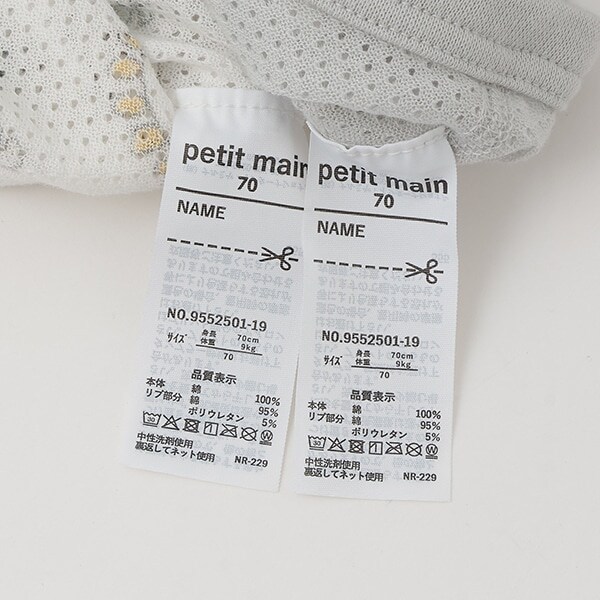 petit main
70
NAME
NO.9552501-19
サイズ 身長 70cm
体重 9kg
70
品質表示
本体 綿 100%
リブ部分 綿 95%
ポリウレタン 5%
中性洗剤使用
裏返してネット使用 NR-229
petit main
70
NAME
NO.9552501-19
サイズ 身長 70cm
体重 9kg
70
品質表示
本体 綿 100%
リブ部分 綿 95%
ポリウレタン 5%
中性洗剤使用
裏返してネット使用 NR-229